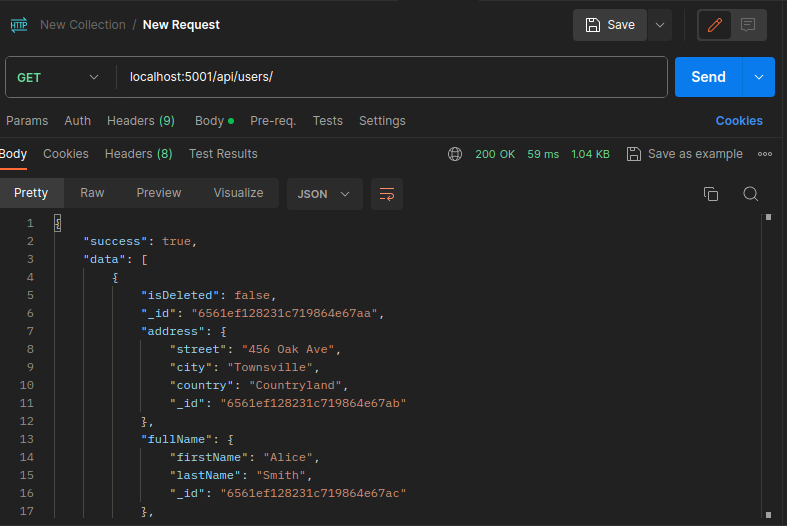 HTTP New Collection / New Request Save
GET localhost:5001/api/users/ Send
Params Auth Headers (9) Body Pre-req. Tests Settings Cookies
Body Cookies Headers (8) Test Results 200 OK 59 ms 1.04 KB Save as example
Pretty Raw Preview Visualize JSON
1 {
2 "success": true,
3 "data": [
4 {
5 "isDeleted": false,
6 "_id": "6561ef128231c719864e67aa",
7 "address": {
8 "street": "456 Oak Ave",
9 "city": "Townsville",
10 "country": "Countryland",
11 "_id": "6561ef128231c719864e67ab"
12 },
13 "fullName": {
14 "firstName": "Alice",
15 "lastName": "Smith",
16 "_id": "6561ef128231c719864e67ac"
17 },